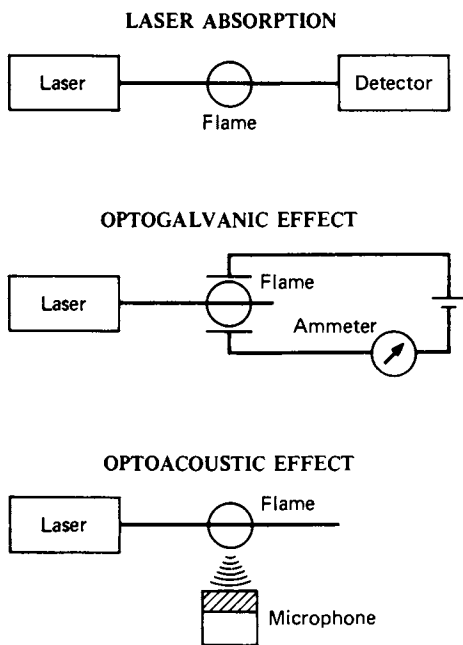 LASER ABSORPTION
Laser
Detector
Flame
OPTOGALVANIC EFFECT
Flame
Laser
Ammeter
OPTOACOUSTIC EFFECT
Flame
Laser
Microphone